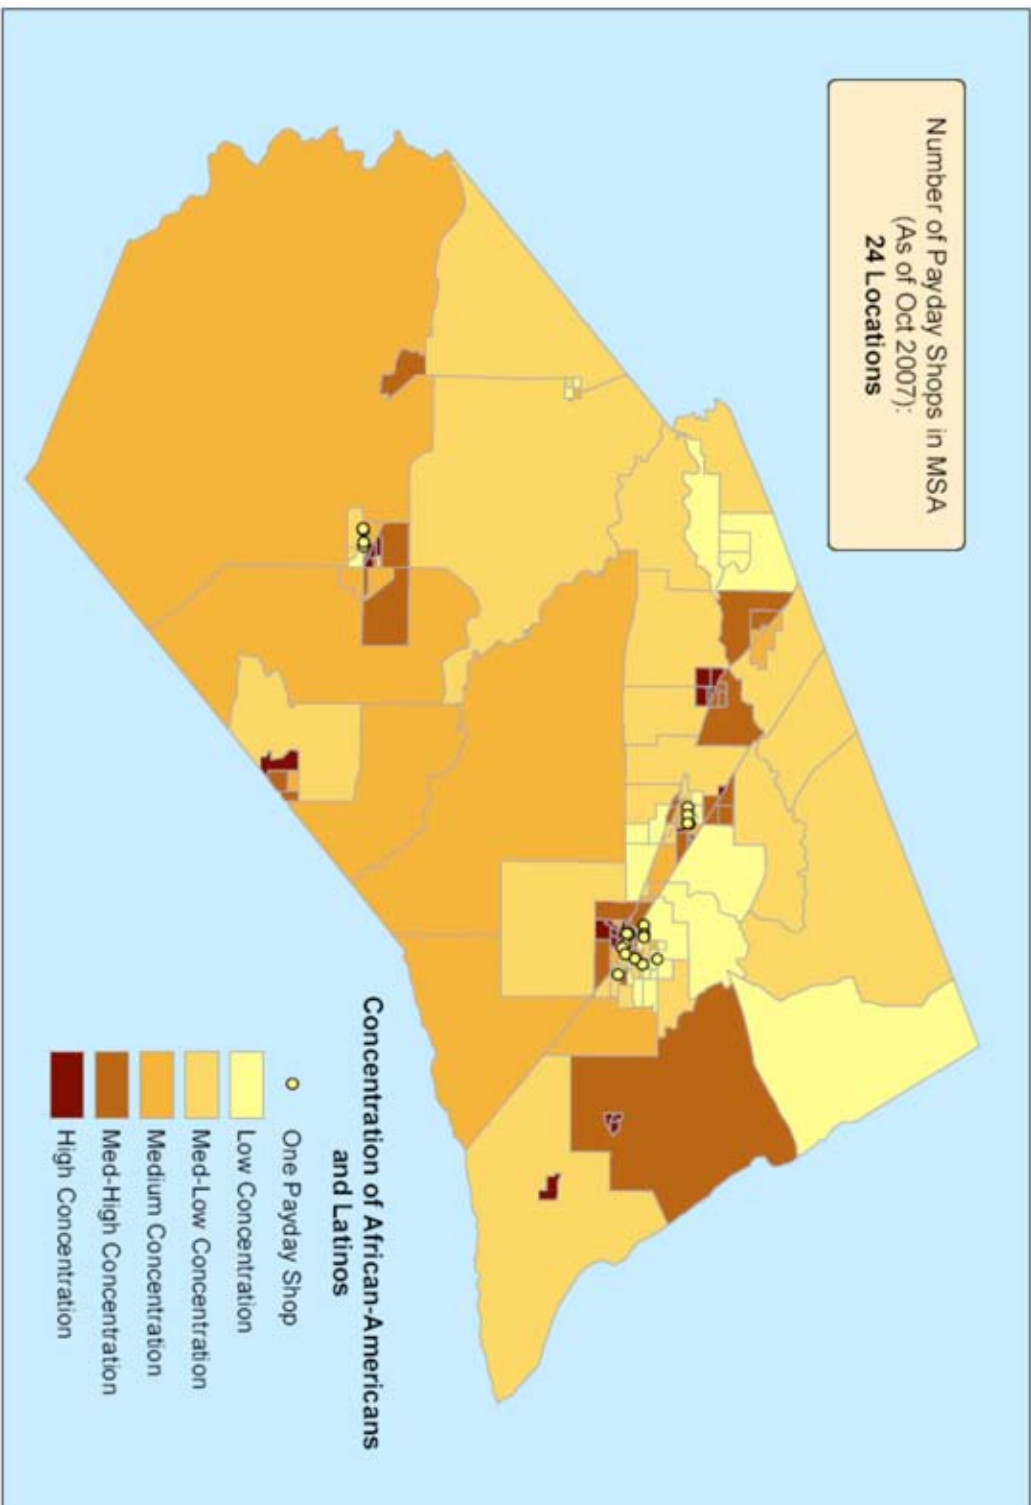 Number of Payday Shops in MSA
(As of Oct 2007):
24 Locations
Concentration of African-Americans
and Latinos
One Payday Shop
Low Concentration
Med-Low Concentration
Medium Concentration
Med-High Concentration
High Concentration